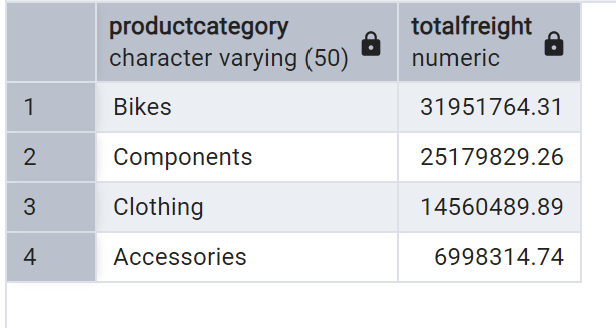 productcategory totalfreight
character varying (50) numeric
1 Bikes 31951764.31
2 Components 25179829.26
3 Clothing 14560489.89
4 Accessories 6998314.74